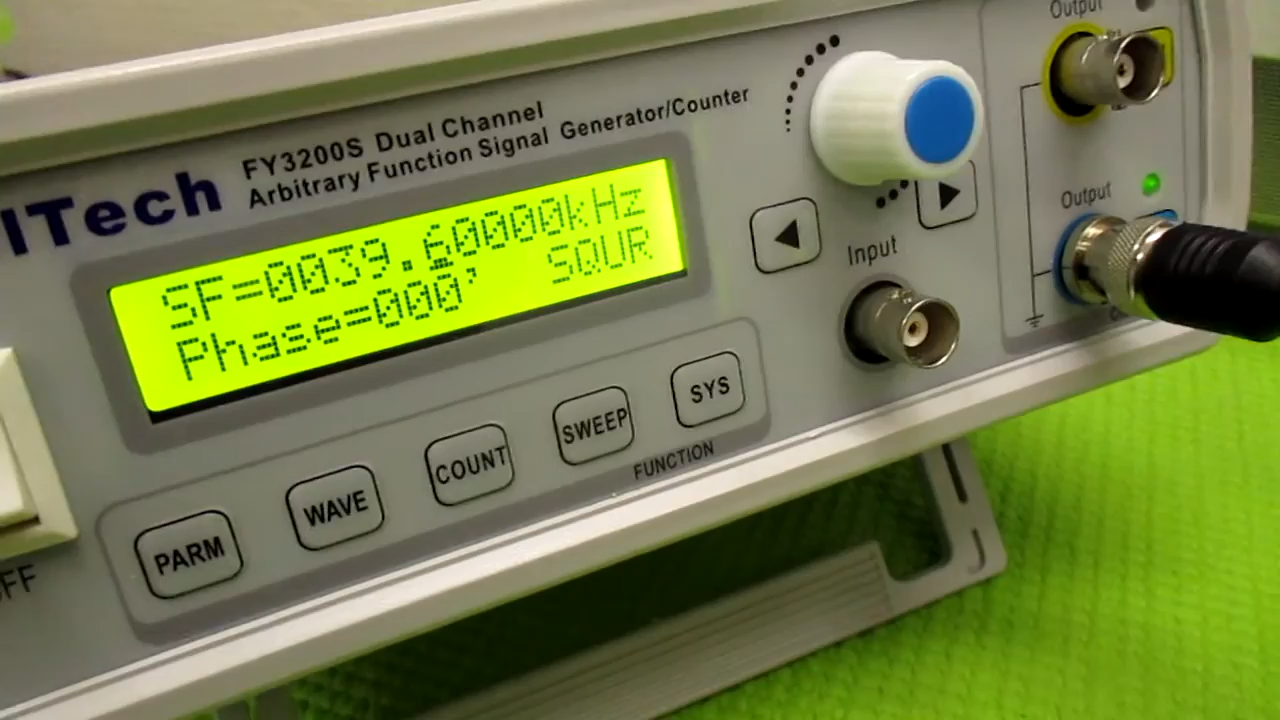 ITech
FY3200S Dual Channel
Arbitrary Function Signal Generator/Counter
SF=0039.60000kHz
Phase=000' SQUR
PARM
WAVE
COUNT
SWEEP
SYS
FUNCTION
Input
Output
Output